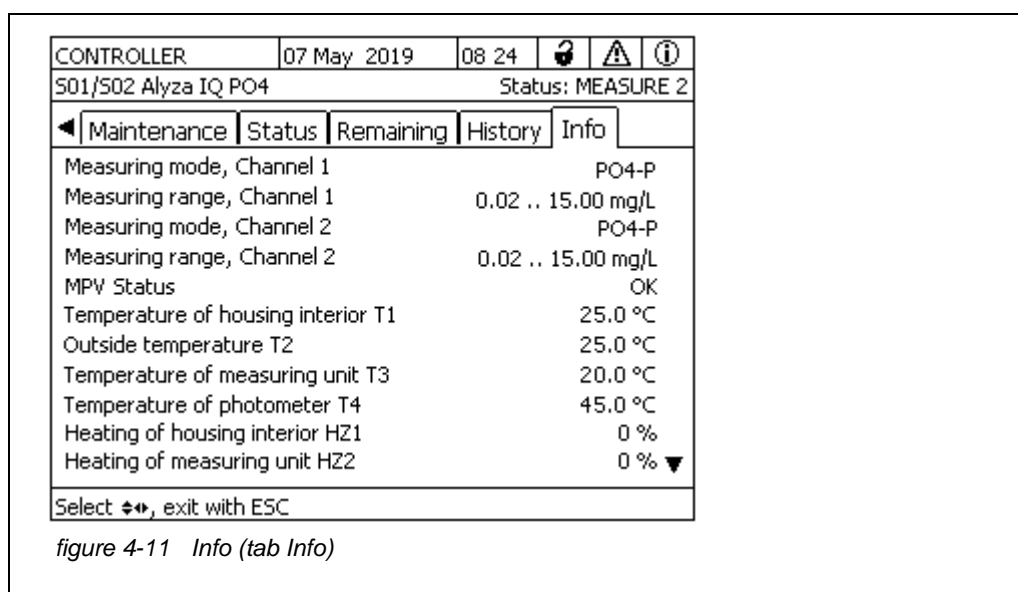 CONTROLLER 07 May 2019 08 24
S01/S02 Alyza IQ PO4 Status: MEASURE 2
Maintenance Status Remaining History Info
Measuring mode, Channel 1 PO4-P
Measuring range, Channel 1 0.02 .. 15.00 mg/L
Measuring mode, Channel 2 PO4-P
Measuring range, Channel 2 0.02 .. 15.00 mg/L
MPV Status OK
Temperature of housing interior T1 25.0 °C
Outside temperature T2 25.0 °C
Temperature of measuring unit T3 20.0 °C
Temperature of photometer T4 45.0 °C
Heating of housing interior HZ1 0 %
Heating of measuring unit HZ2 0 %
Select, exit with ESC
figure 4-11 Info (tab Info)